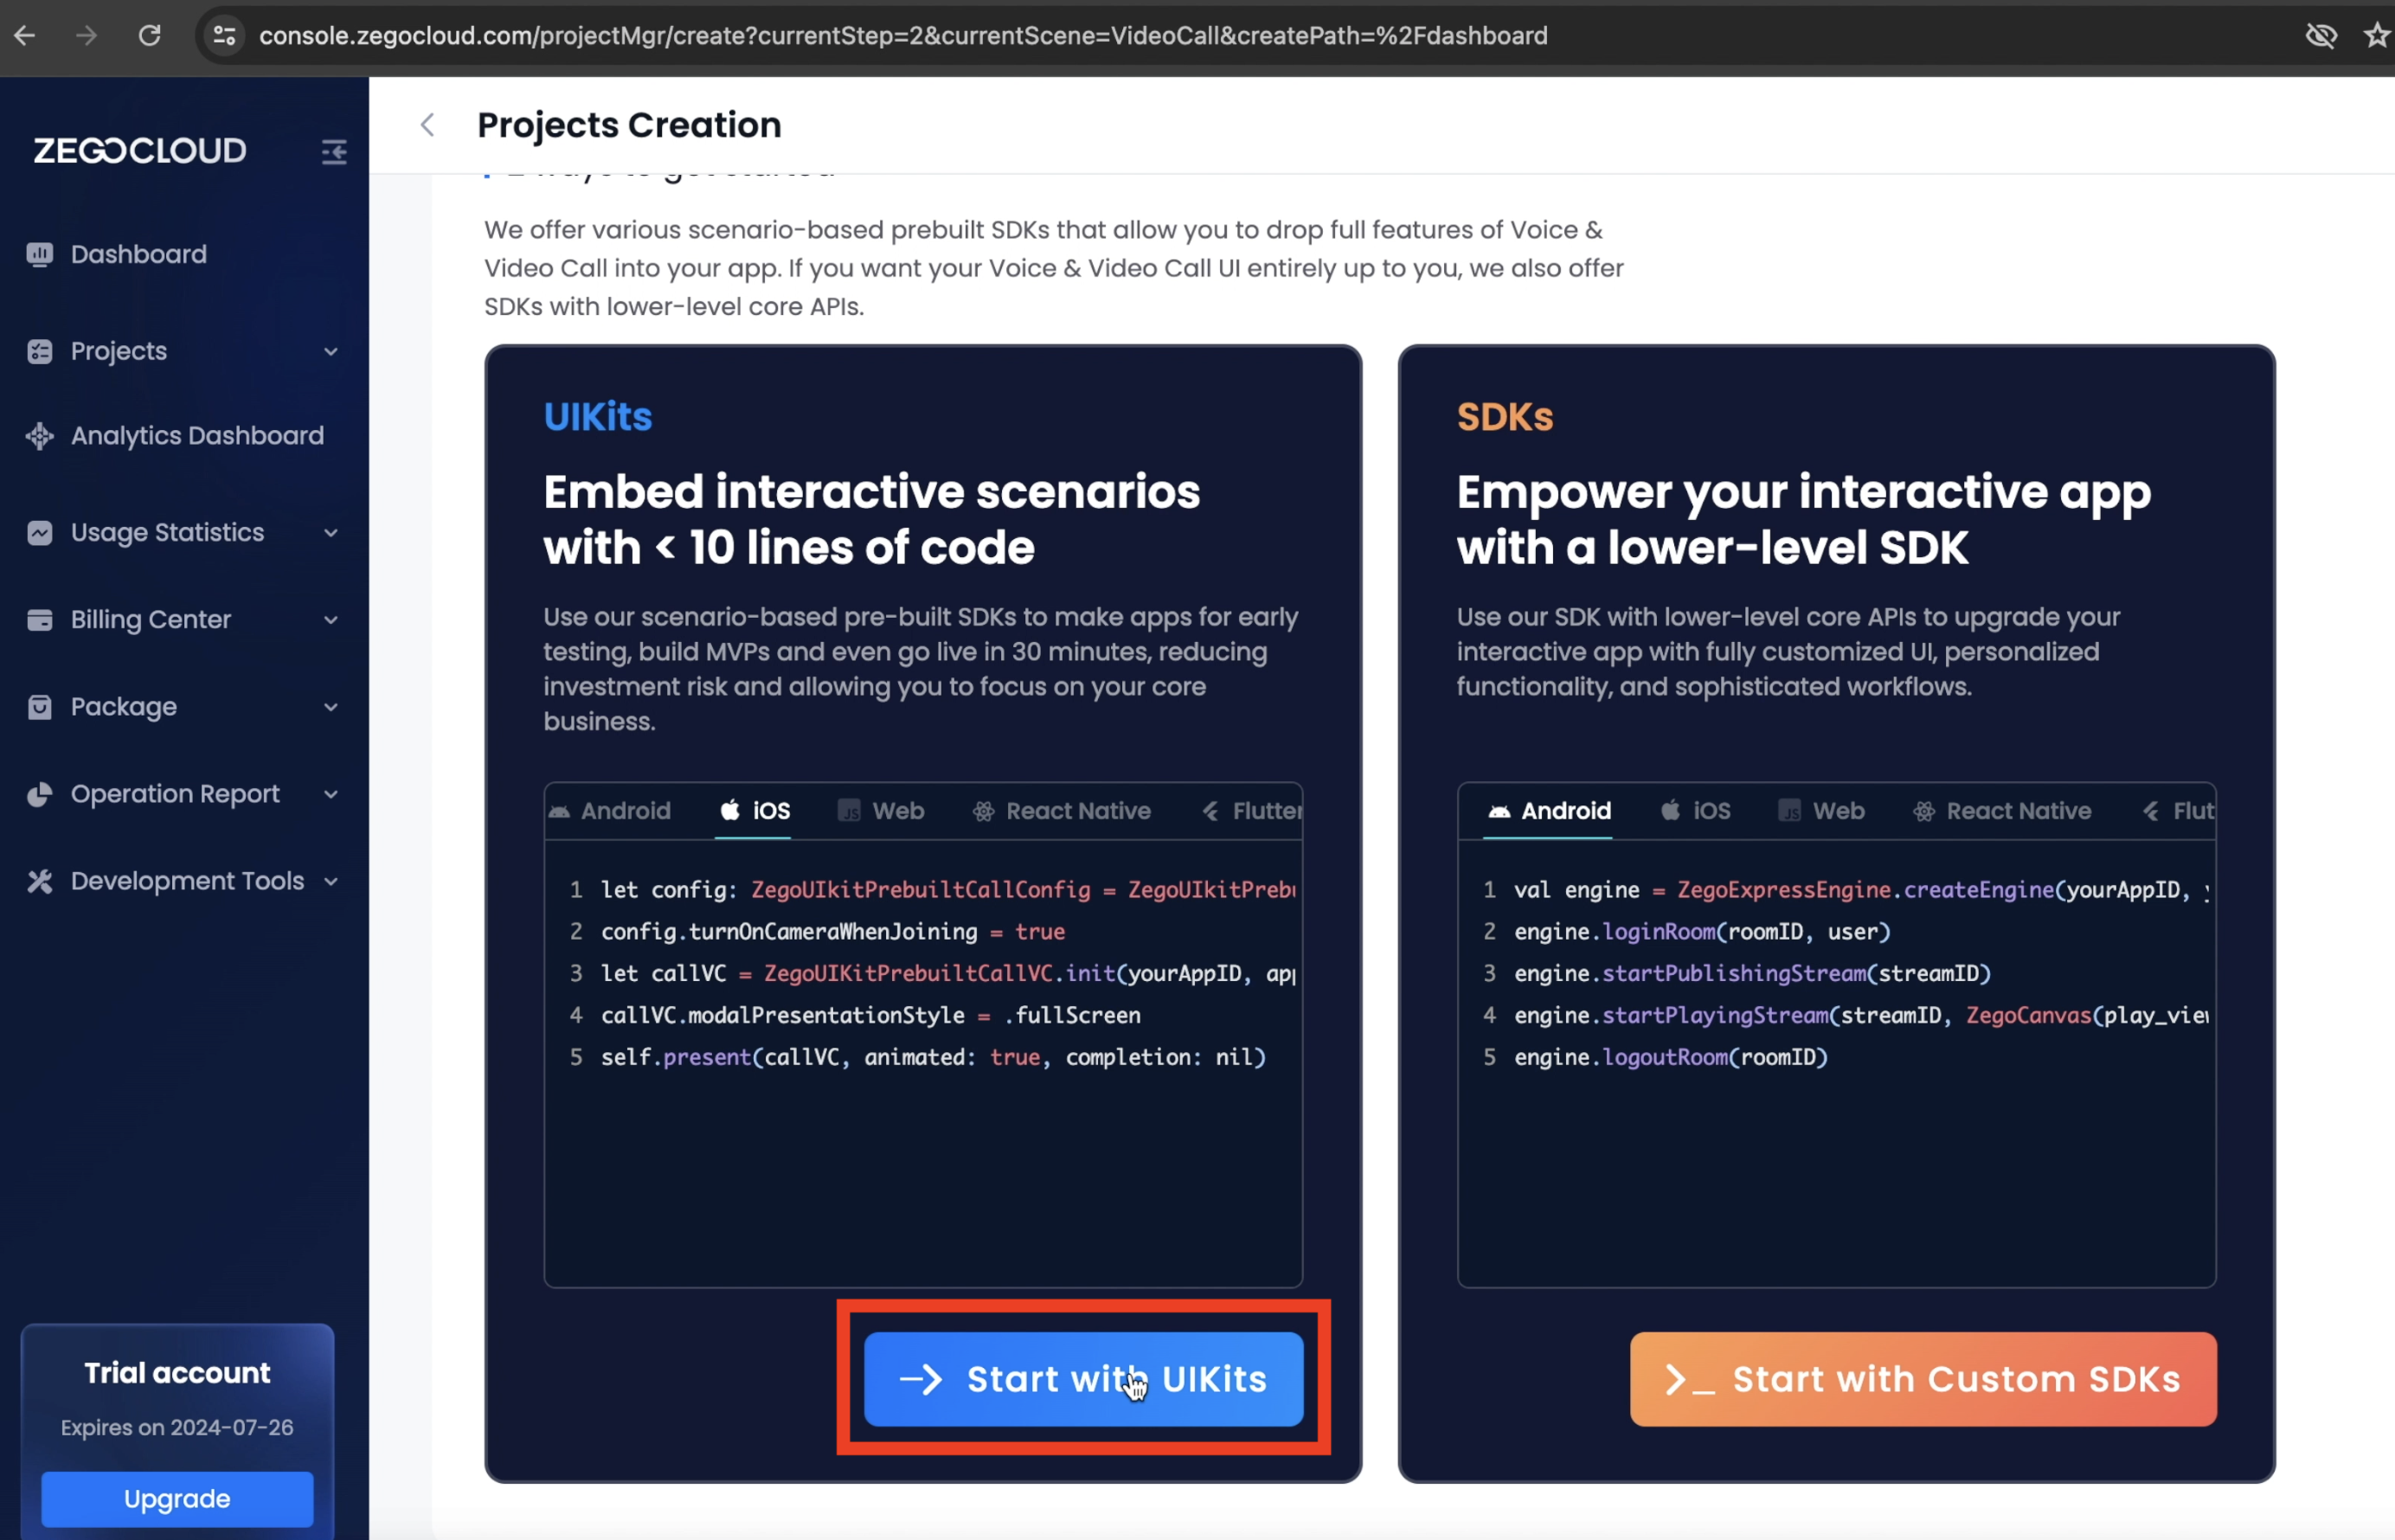 console.zegocloud.com/projectMgr/create?currentStep=2&currentScene=VideoCall&createPath=%2Fdashboard
ZEGOCLOUD
Dashboard
Projects
Analytics Dashboard
Usage Statistics
Billing Center
Package
Operation Report
Development Tools
Trial account
Expires on 2024-07-26
Upgrade
Projects Creation
2 ways to get started
We offer various scenario-based prebuilt SDKs that allow you to drop full features of Voice &
Video Call into your app. If you want your Voice & Video Call UI entirely up to you, we also offer
SDKs with lower-level core APIs.
UIKits
Embed interactive scenarios
with < 10 lines of code
Use our scenario-based pre-built SDKs to make apps for early
testing, build MVPs and even go live in 30 minutes, reducing
investment risk and allowing you to focus on your core
business.
Android iOS JS Web React Native Flutter
1 let config: ZegoUIkitPrebuiltCallConfig = ZegoUIkitPreb
2 config.turnOnCameraWhenJoining = true
3 let callVC = ZegoUIKitPrebuiltCallVC.init(yourAppID, app
4 callVC.modalPresentationStyle = .fullScreen
5 self.present(callVC, animated: true, completion: nil)
Start with UIKits
SDKs
Empower your interactive app
with a lower-level SDK
Use our SDK with lower-level core APIs to upgrade your
interactive app with fully customized UI, personalized
functionality, and sophisticated workflows.
Android iOS JS Web React Native Flut
1 val engine = ZegoExpressEngine.createEngine(yourAppID,
2 engine.loginRoom(roomID, user)
3 engine.startPublishingStream(streamID)
4 engine.startPlayingStream(streamID, ZegoCanvas(play_view
5 engine.logoutRoom(roomID)
>_ Start with Custom SDKs